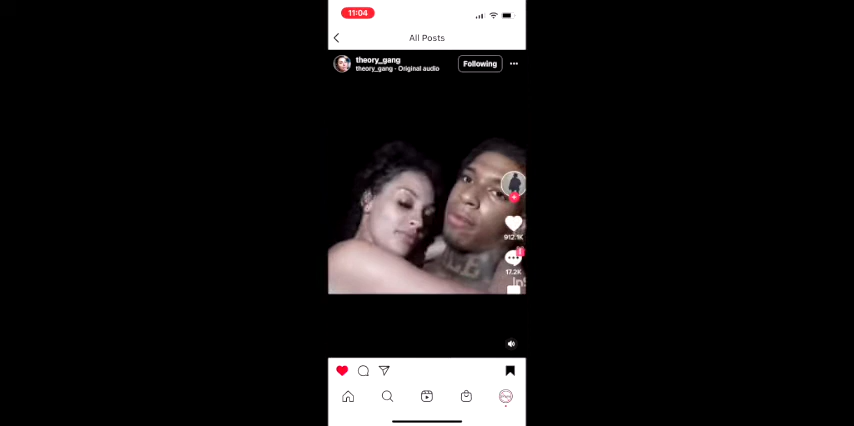 11:04
All Posts
theory_gang
theory_gang · Original audio
Following
912.1K
17.2K